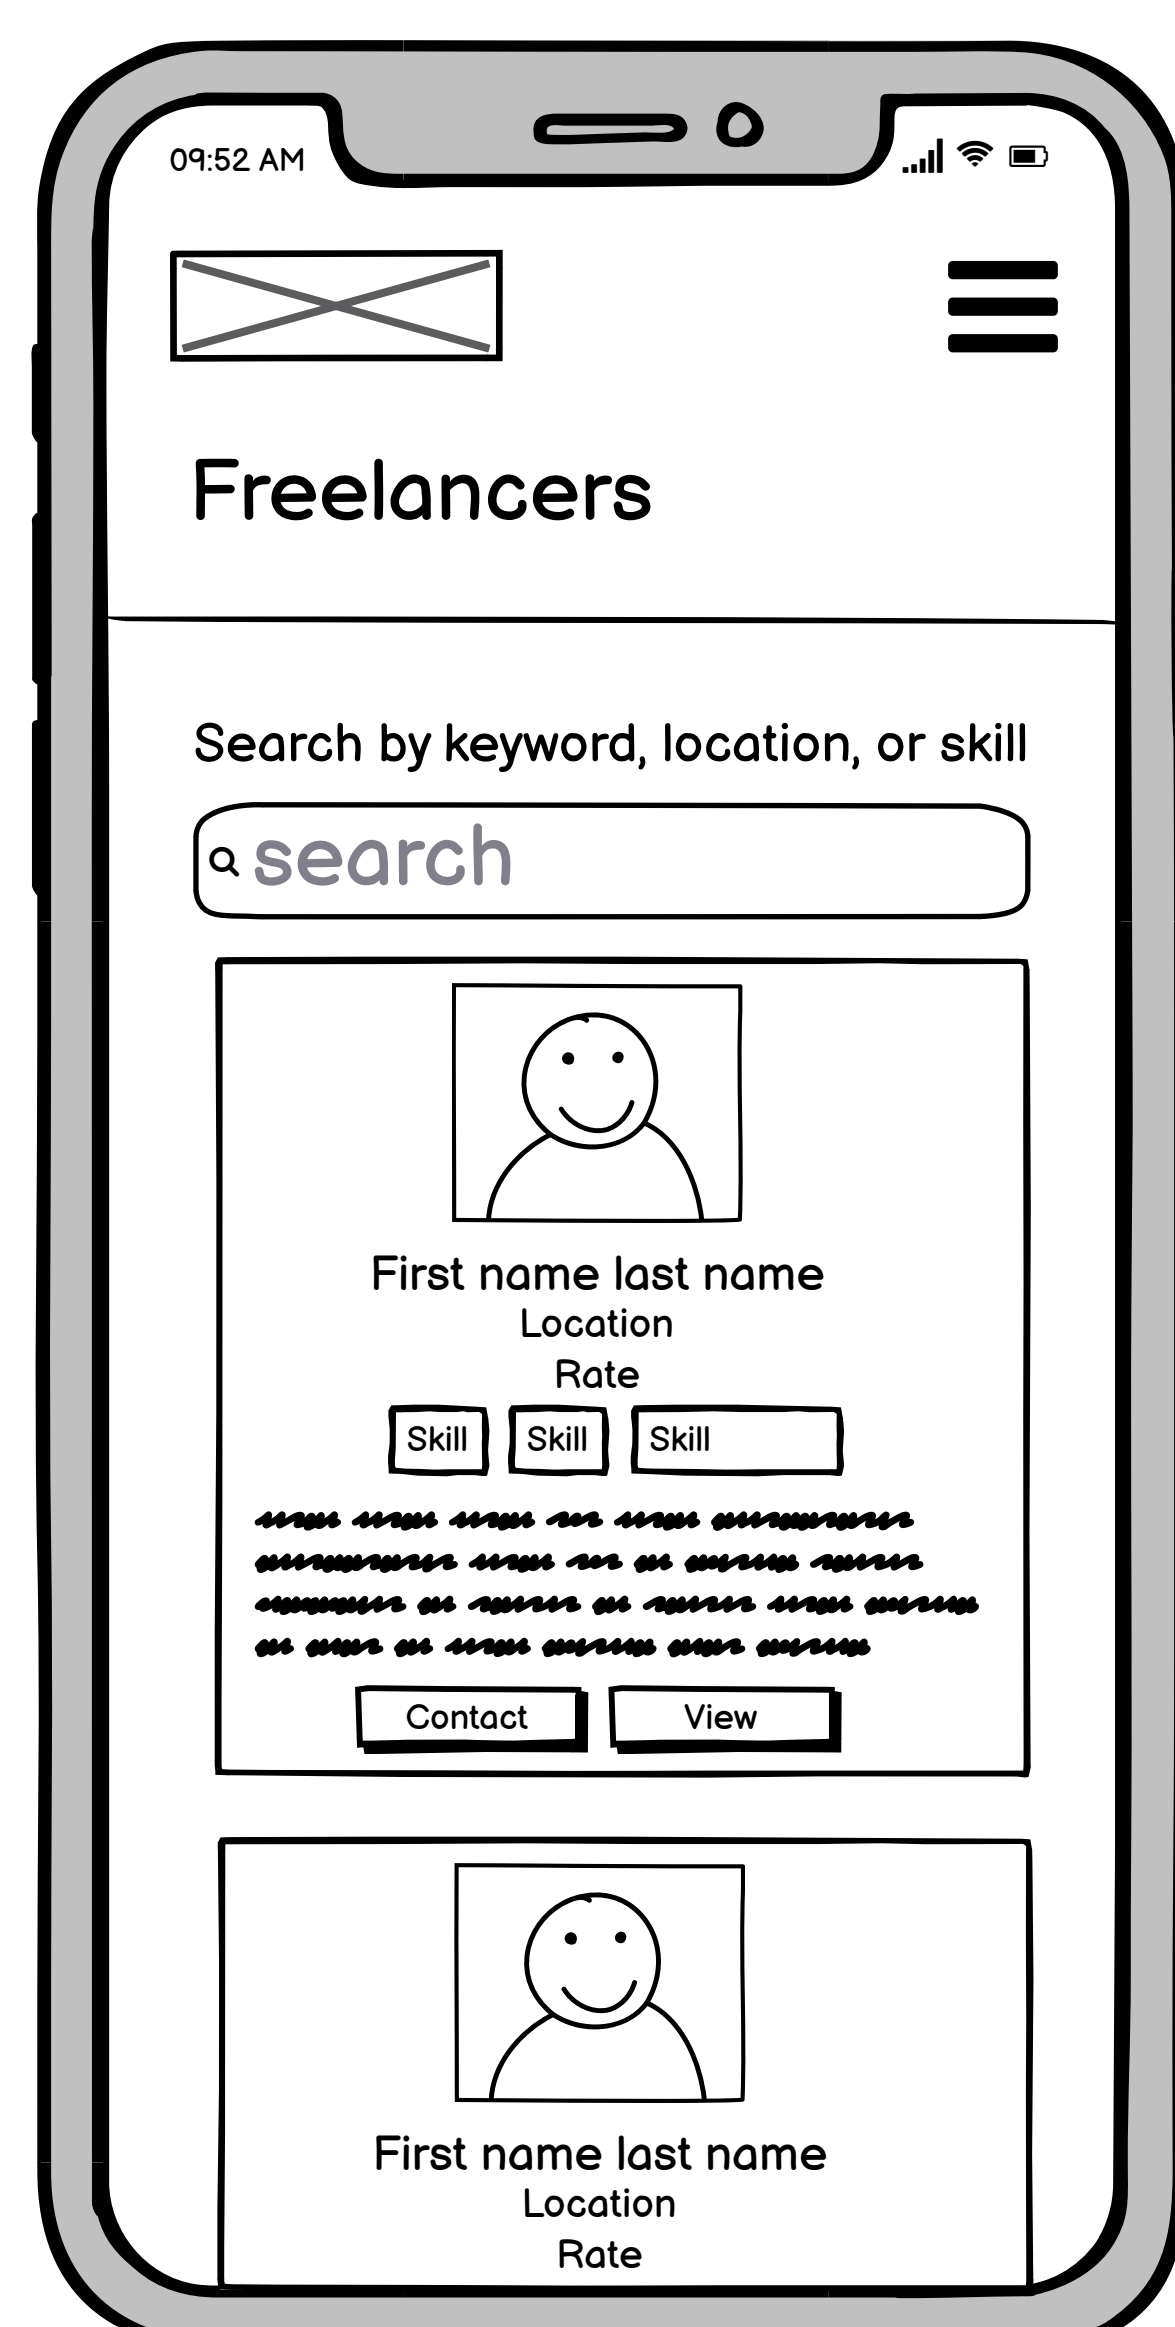 09:52 AM
Freelancers
Search by keyword, location, or skill
search
First name last name
Location
Rate
Skill Skill Skill
Contact View
First name last name
Location
Rate